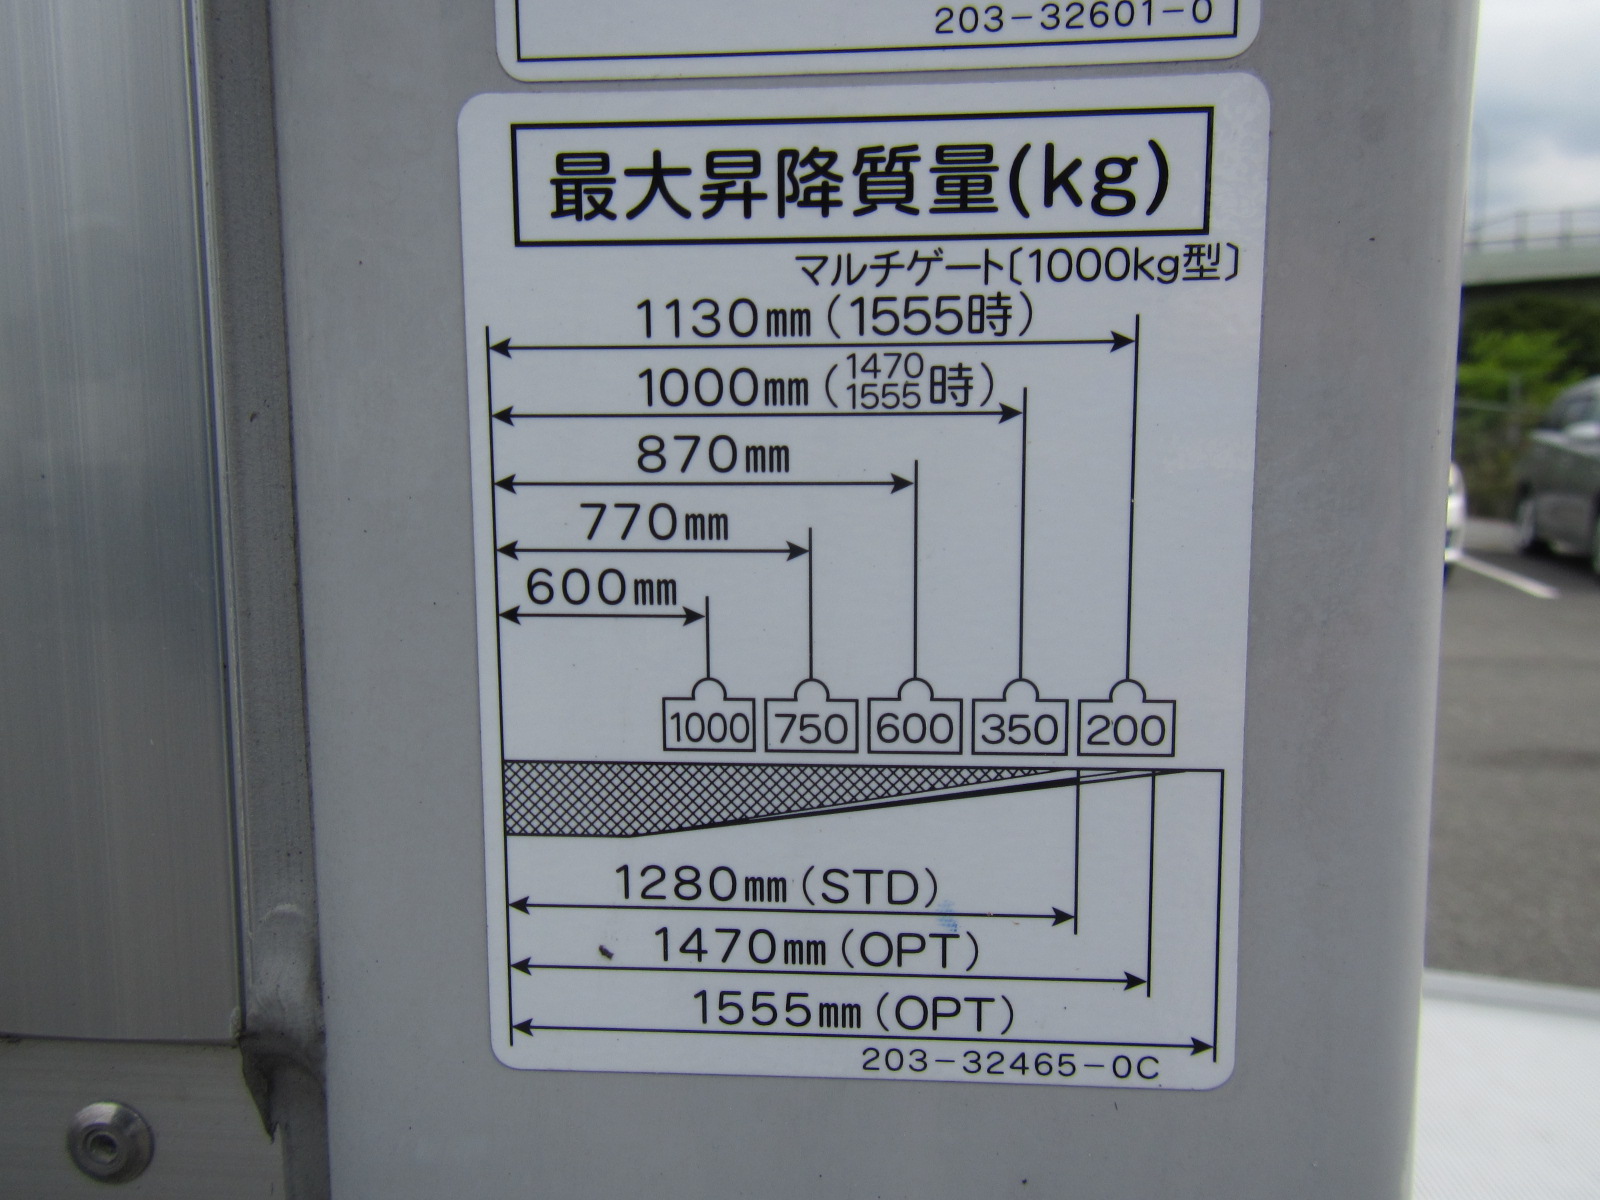 203-32601-0
最大昇降質量(kg)
マルチゲート〔1000kg型〕
1130mm(1555時)
1000mm(1470
1555時)
870mm
770mm
600mm
1000 750 600 350 200
1280mm(STD)
1470mm(OPT)
1555mm(OPT)
203-32465-0C